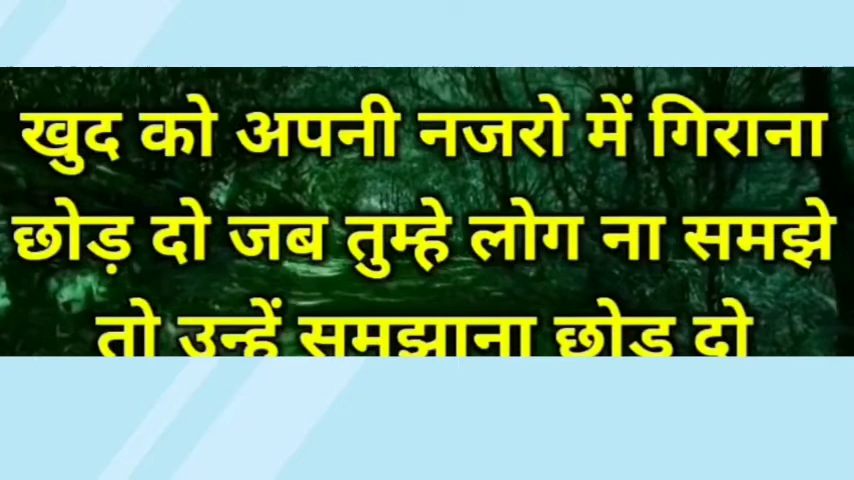 खुद को अपनी नजरो में गिराना
छोड़ दो जब तुम्हे लोग ना समझे
तो उन्हें समझाना छोड़ दो